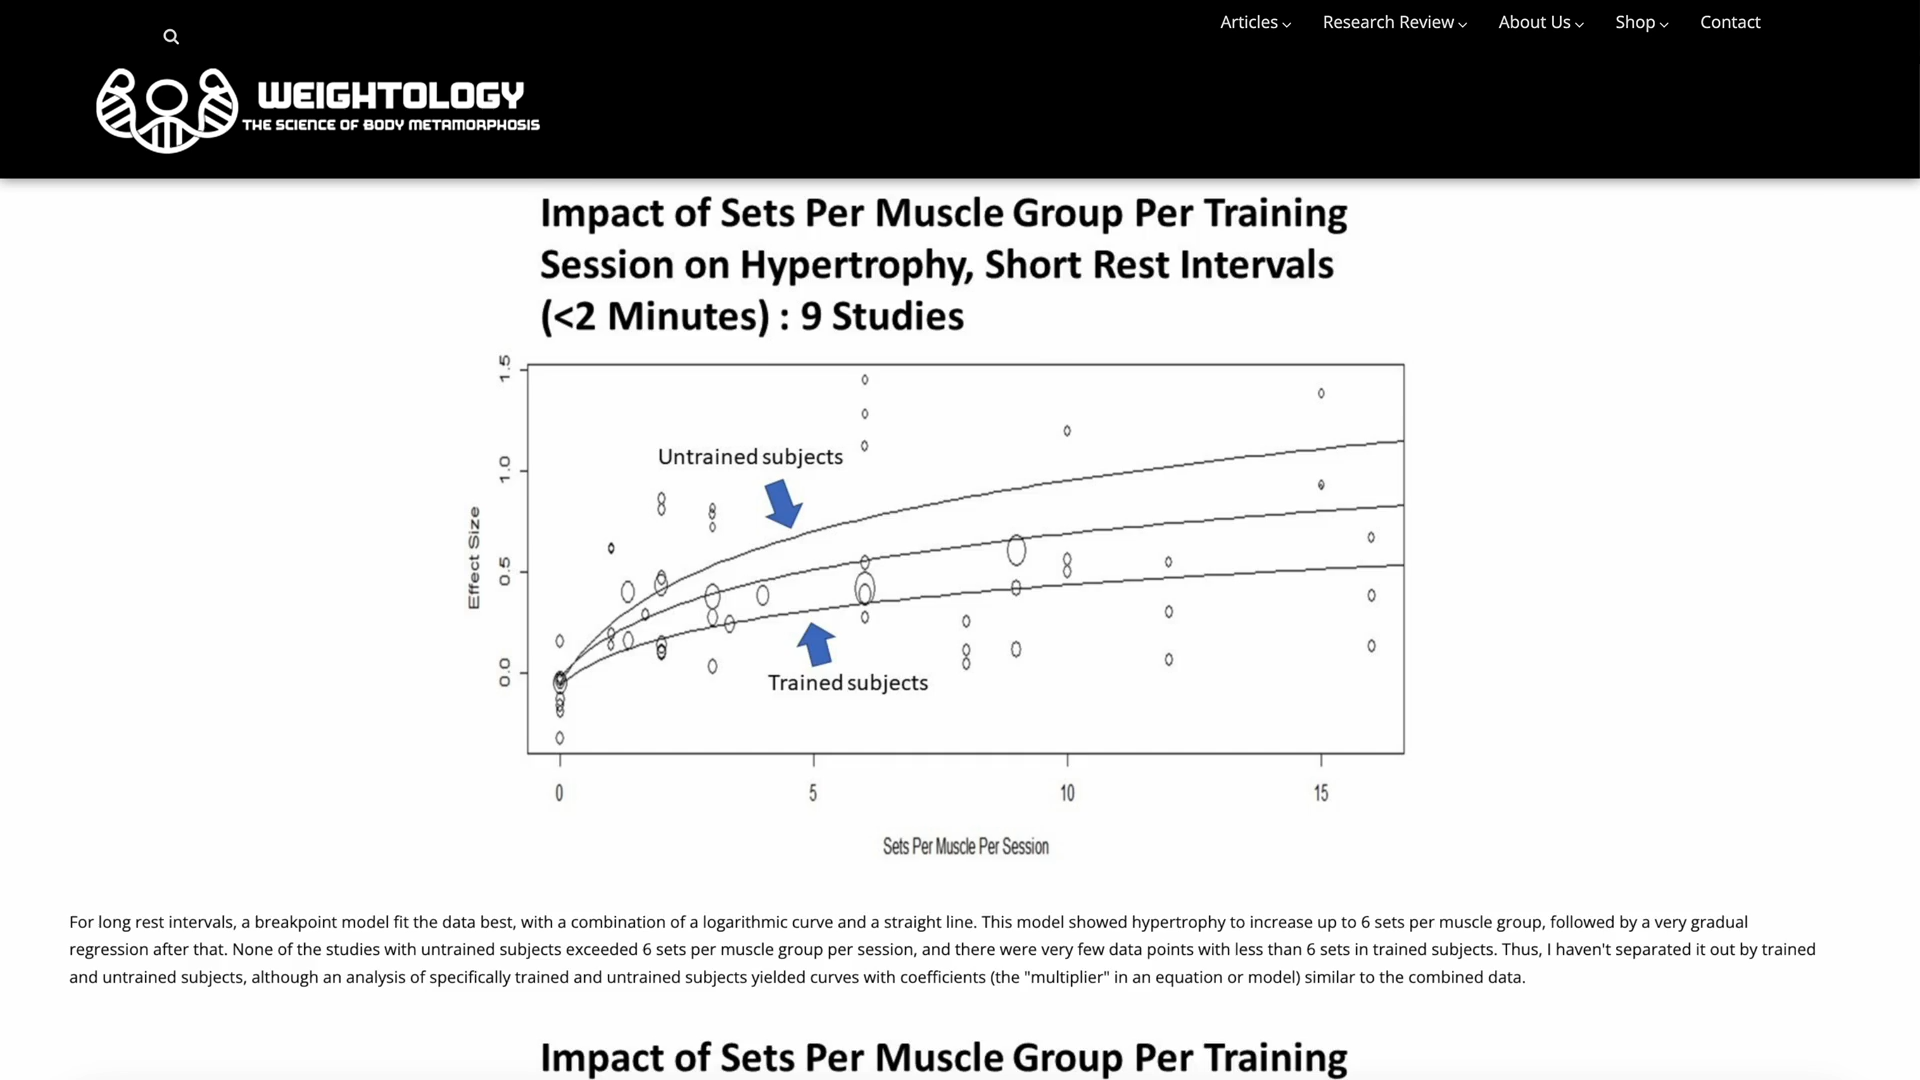 Articles
Research Review
About Us
Shop
Contact
WEIGHTOLOGY
THE SCIENCE OF BODY METAMORPHOSIS
Impact of Sets Per Muscle Group Per Training
Session on Hypertrophy, Short Rest Intervals
(<2 Minutes) : 9 Studies
1.5
1.0
0.5
0.0
Effect Size
Untrained subjects
Trained subjects
0 5 10 15
Sets Per Muscle Per Session
For long rest intervals, a breakpoint model fit the data best, with a combination of a logarithmic curve and a straight line. This model showed hypertrophy to increase up to 6 sets per muscle group, followed by a very gradual
regression after that. None of the studies with untrained subjects exceeded 6 sets per muscle group per session, and there were very few data points with less than 6 sets in trained subjects. Thus, I haven't separated it out by trained
and untrained subjects, although an analysis of specifically trained and untrained subjects yielded curves with coefficients (the "multiplier" in an equation or model) similar to the combined data.
Impact of Sets Per Muscle Group Per Training